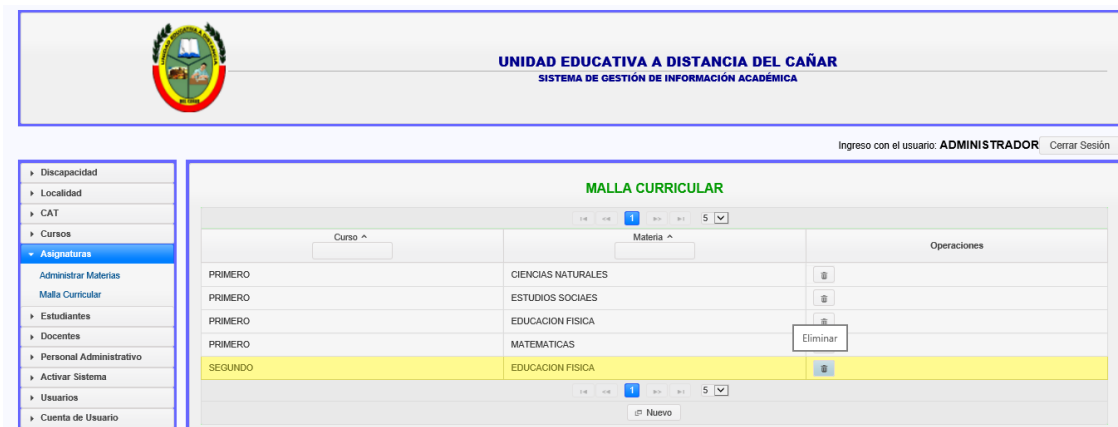 UNIDAD EDUCATIVA A DISTANCIA DEL CAÑAR
SISTEMA DE GESTIÓN DE INFORMACIÓN ACADÉMICA
Ingreso con el usuario: ADMINISTRADOR Cerrar Sesión
Discapacidad
Localidad
CAT
Cursos
Asignaturas
Administrar Materias
Malla Curricular
Estudiantes
Docentes
Personal Administrativo
Activar Sistema
Usuarios
Cuenta de Usuario
MALLA CURRICULAR
1 5
Curso Materia Operaciones
PRIMERO CIENCIAS NATURALES
PRIMERO ESTUDIOS SOCIAES
PRIMERO EDUCACION FISICA
PRIMERO MATEMATICAS
Eliminar
SEGUNDO EDUCACION FISICA
1 5
Nuevo